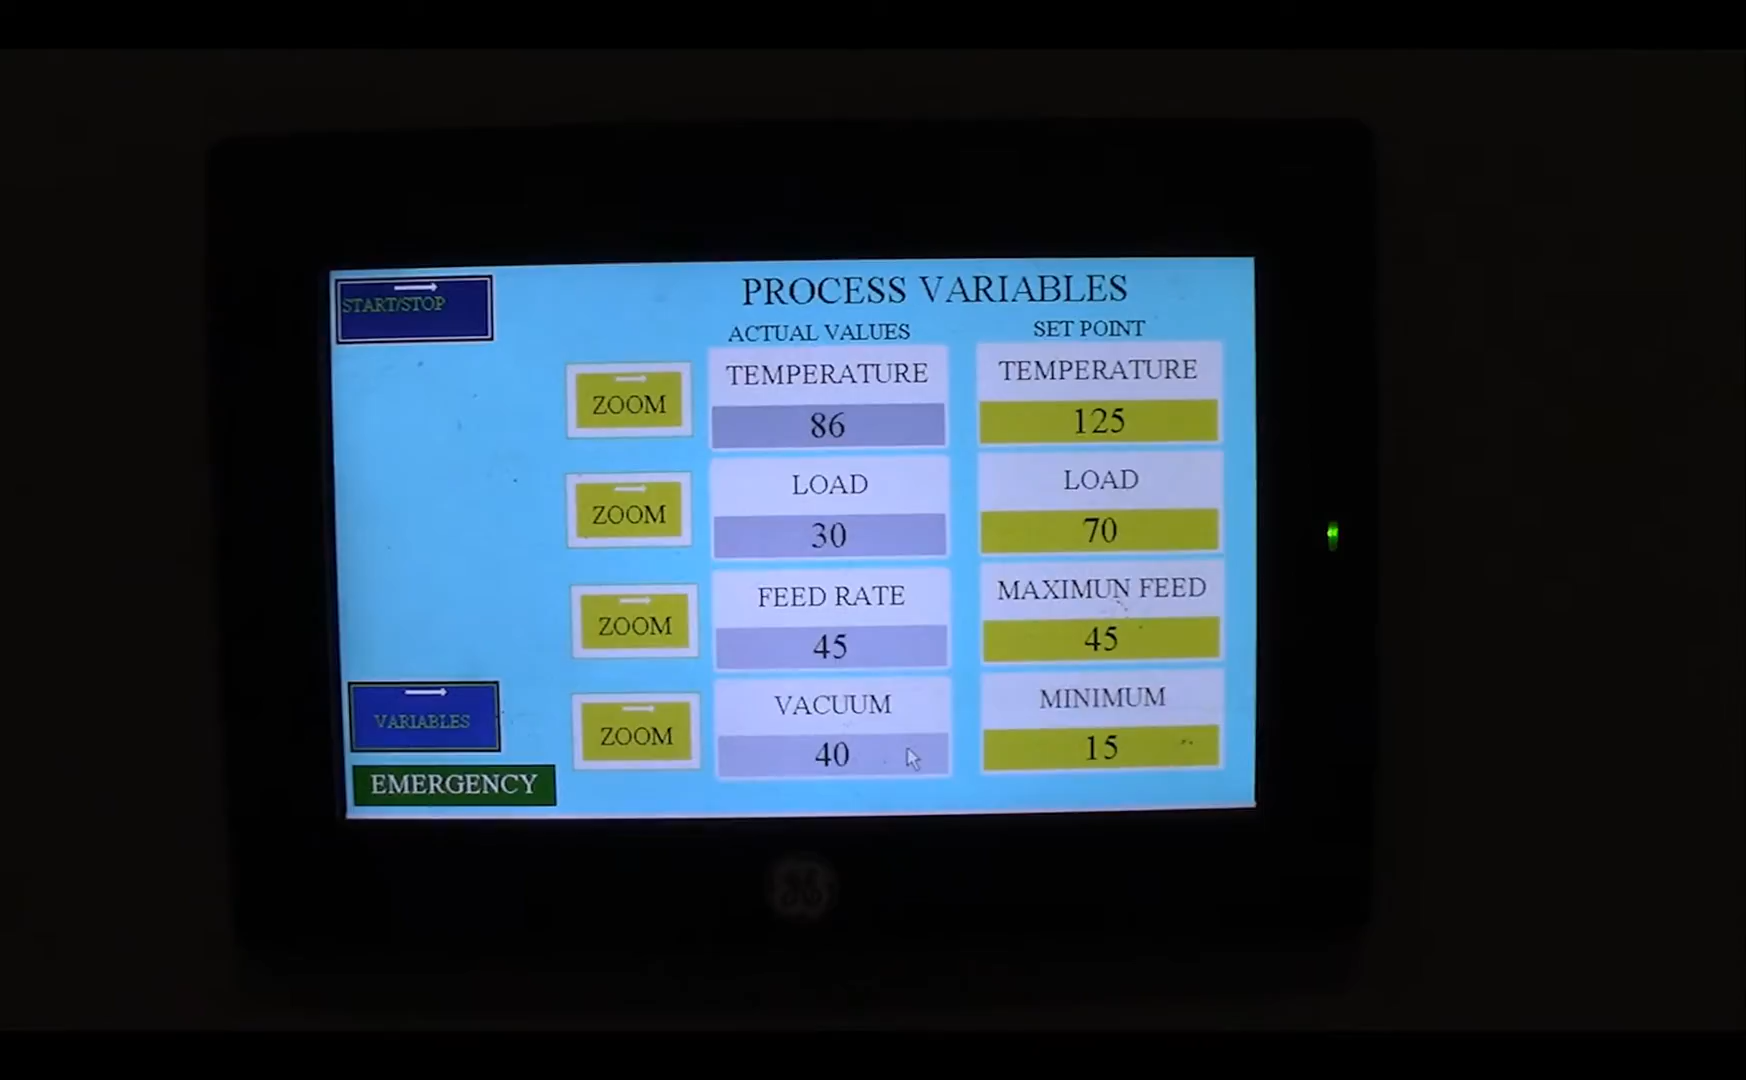 START/STOP
PROCESS VARIABLES
ACTUAL VALUES
SET POINT
ZOOM
TEMPERATURE
86
TEMPERATURE
125
ZOOM
LOAD
30
LOAD
70
ZOOM
FEED RATE
45
MAXIMUN FEED
45
ZOOM
VACUUM
40
MINIMUM
15
VARIABLES
EMERGENCY
GE